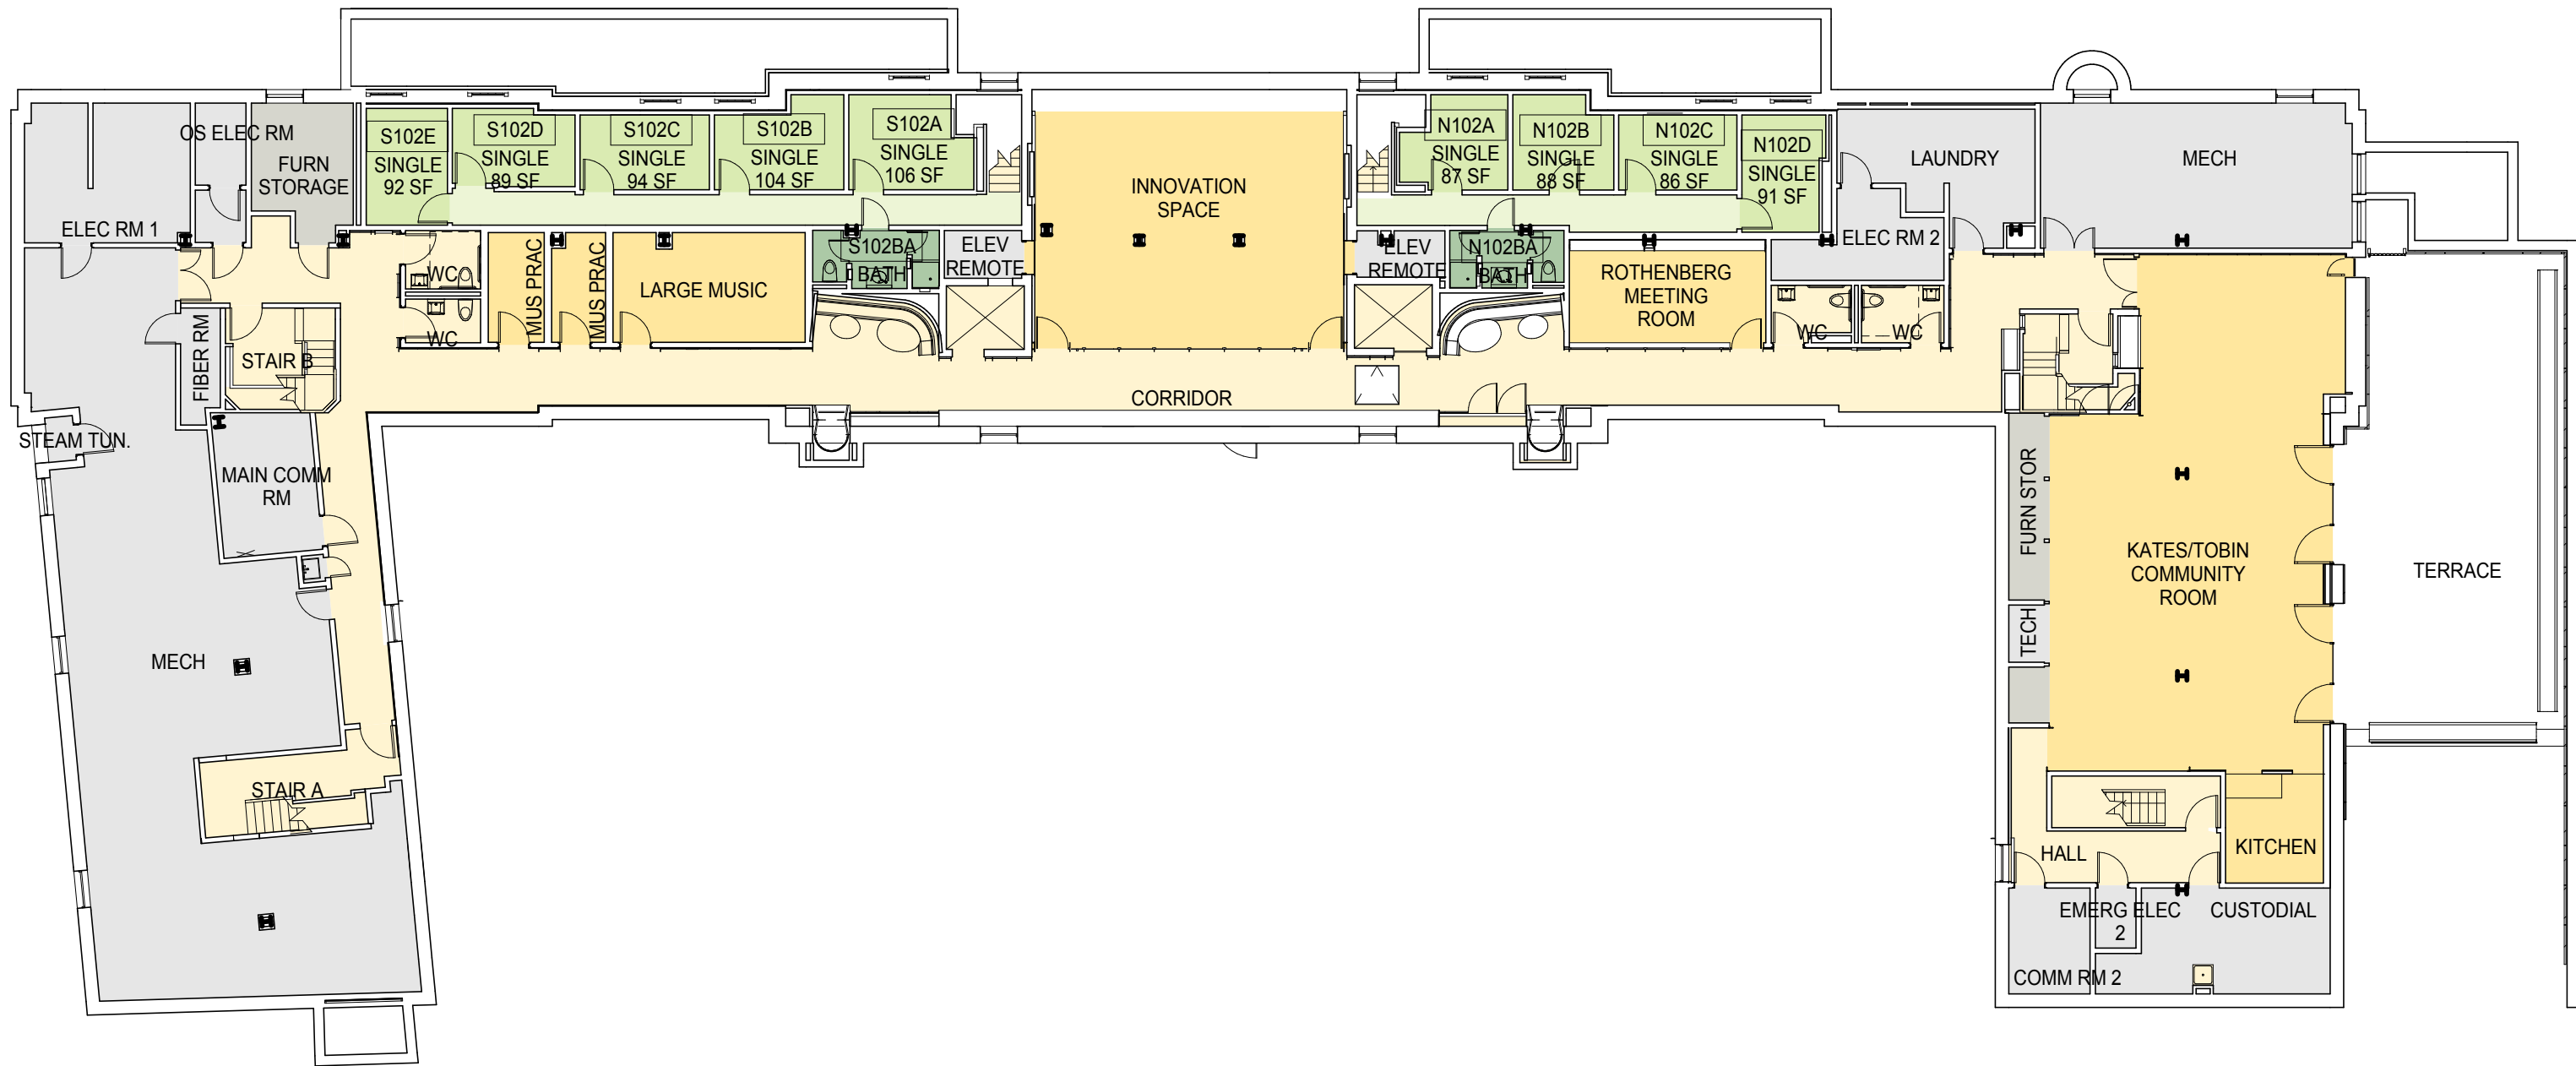 OS ELEC RM
FURN
STORAGE
ELEC RM 1
S102E
SINGLE
92 SF
S102D
SINGLE
89 SF
S102C
SINGLE
94 SF
S102B
SINGLE
104 SF
S102A
SINGLE
106 SF
INNOVATION
SPACE
N102A
SINGLE
87 SF
N102B
SINGLE
88 SF
N102C
SINGLE
86 SF
N102D
SINGLE
91 SF
LAUNDRY
MECH
ELEC RM 2
WC
WC
MUS PRAC
MUS PRAC
LARGE MUSIC
S102BA
BATH
ELEV
REMOTE
ELEV
REMOTE
N102BA
BATH
ROTHENBERG
MEETING
ROOM
WC
WC
FIBER RM
STAIR B
CORRIDOR
STEAM TUN.
MAIN COMM
RM
MECH
STAIR A
FURN STOR
TECH
KATES/TOBIN
COMMUNITY
ROOM
TERRACE
HALL
KITCHEN
EMERG ELEC
2
CUSTODIAL
COMM RM 2